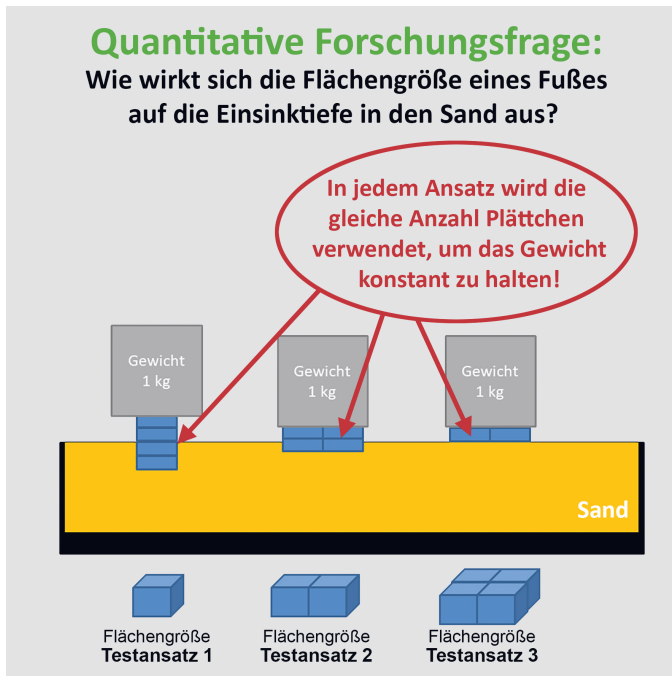 Quantitative Forschungsfrage:
Wie wirkt sich die Flächengröße eines Fußes
auf die Einsinktiefe in den Sand aus?
In jedem Ansatz wird die
gleiche Anzahl Plättchen
verwendet, um das Gewicht
konstant zu halten!
Gewicht
1 kg
Gewicht
1 kg
Gewicht
1 kg
Sand
Flächengröße
Testansatz 1
Flächengröße
Testansatz 2
Flächengröße
Testansatz 3